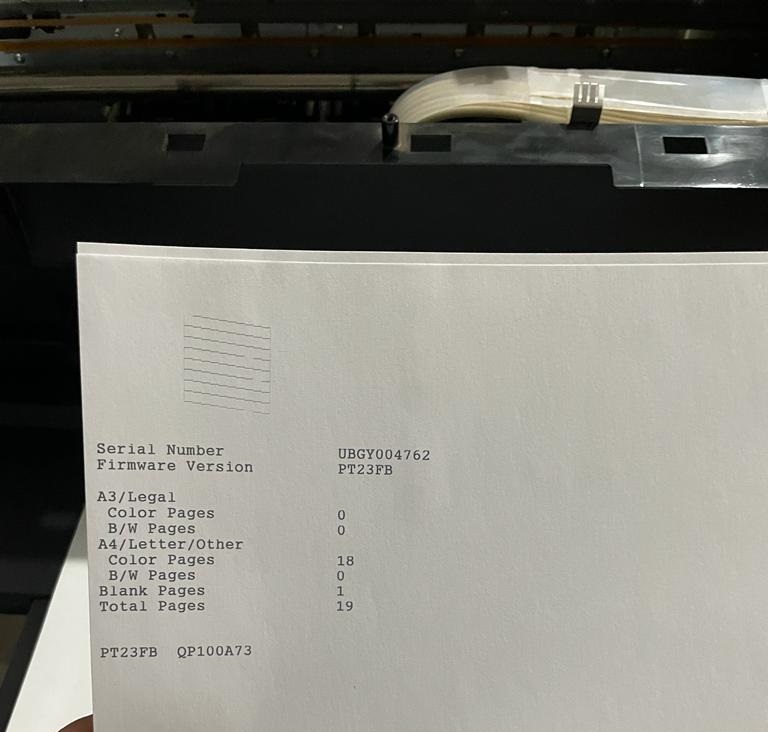 Serial Number UBGY004762
Firmware Version PT23FB
A3/Legal
Color Pages 0
B/W Pages 0
A4/Letter/Other
Color Pages 18
B/W Pages 0
Blank Pages 1
Total Pages 19
PT23FB QP100A73